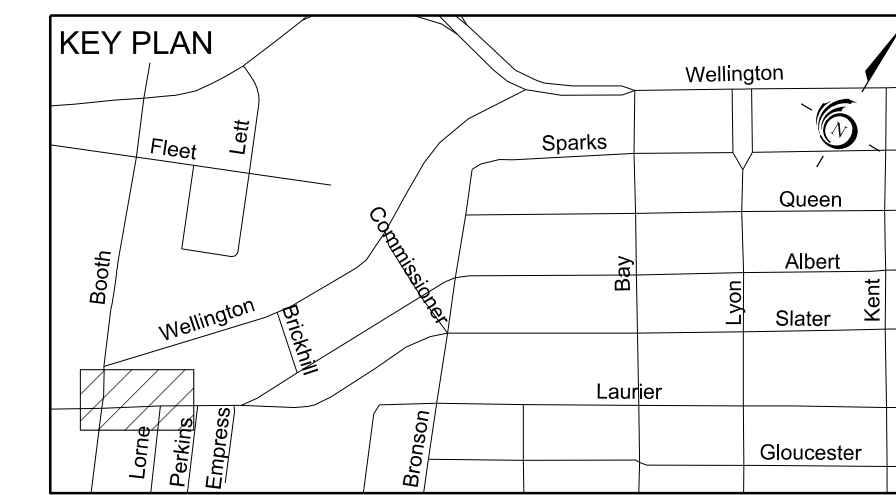 KEY PLAN
Wellington
N
Lett
Fleet
Sparks
Queen
Commissioner
Booth
Bay
Albert
Lyon
Kent
Wellington
Brickhill
Slater
Laurier
Lorne
Perkins
Empress
Bronson
Gloucester